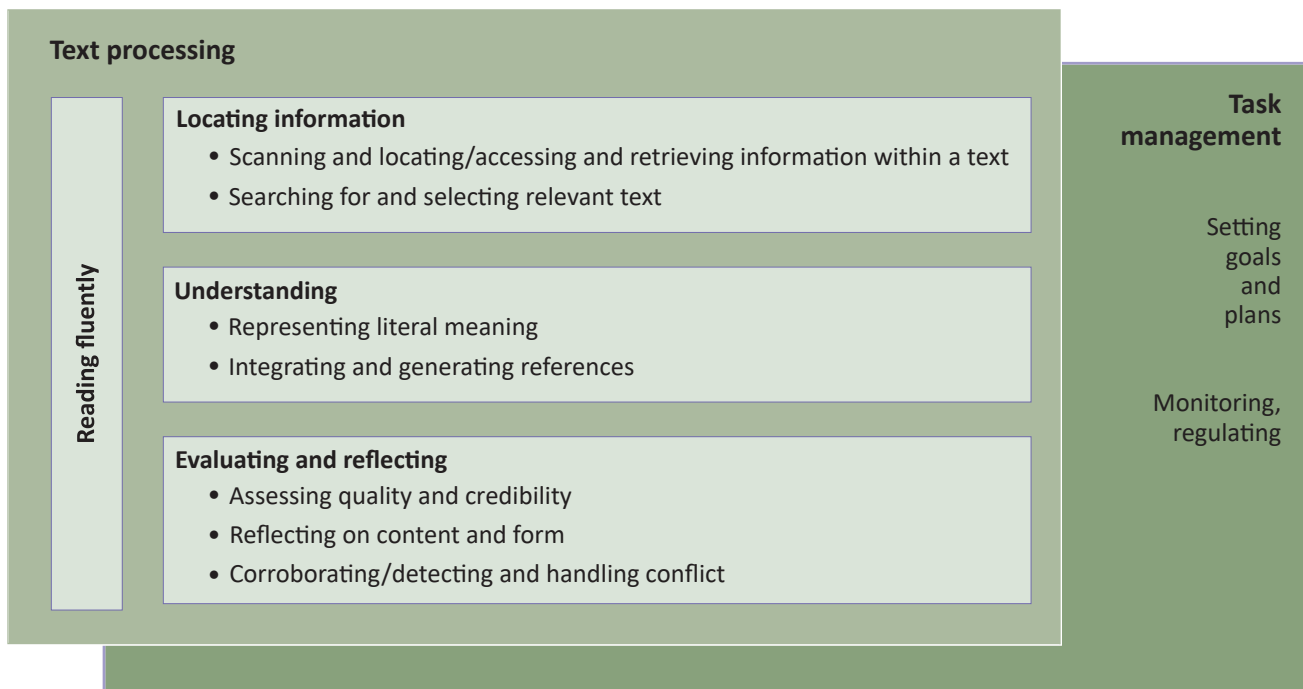 Text processing
Reading fluently
Locating information
• Scanning and locating/accessing and retrieving information within a text
• Searching for and selecting relevant text
Understanding
• Representing literal meaning
• Integrating and generating references
Evaluating and reflecting
• Assessing quality and credibility
• Reflecting on content and form
• Corroborating/detecting and handling conflict
Task
management
Setting
goals
and
plans
Monitoring,
regulating